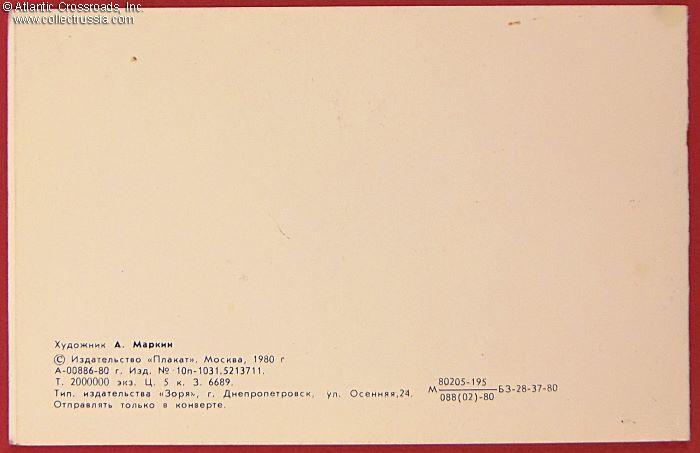 © Atlantic Crossroads, Inc.
www.collectrussia.com
Художник А. Маркин
© Издательство «Плакат». Москва, 1980 г
А-00886-80 г. Изд. № 10п-1031.5213711.
Т. 2000000 экз. Ц. 5 к. З. 6689.
Тип. издательства «Зоря», г. Днепропетровск, ул. Осенняя,24.
Отправлять только в конверте.
М 80205-195 БЗ-28-37-80
088(02)-80